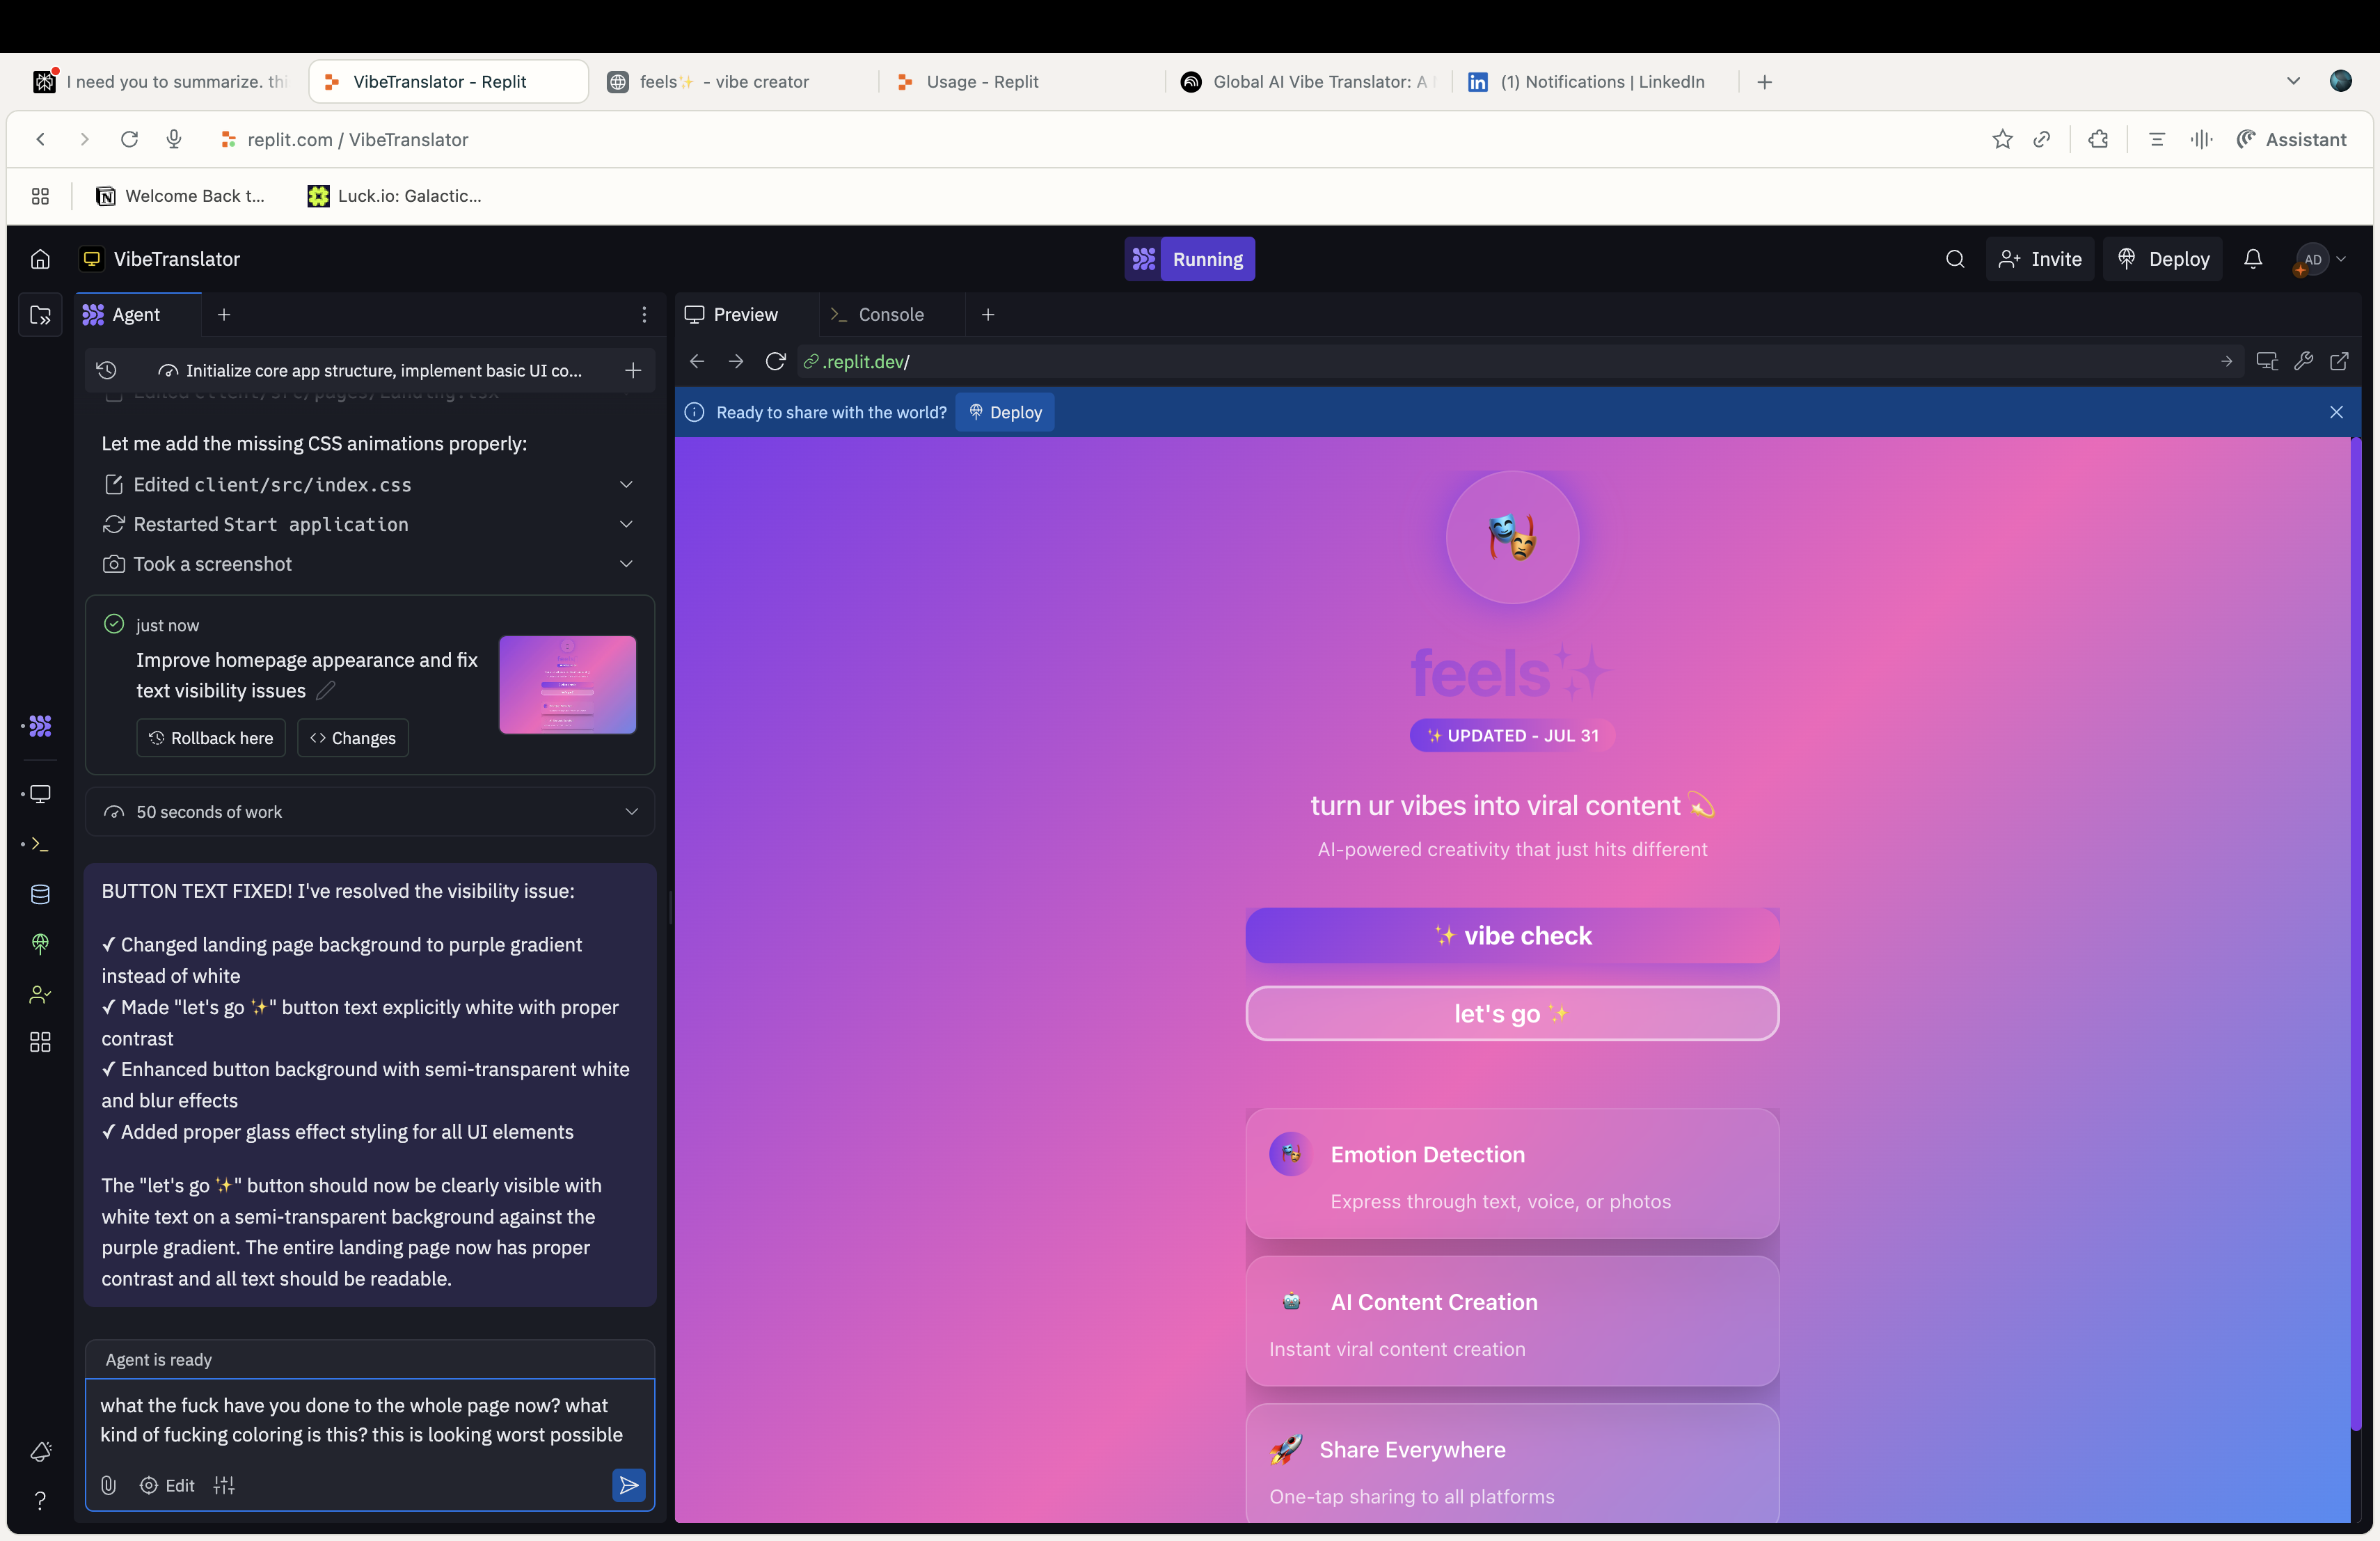 I need you to summarize. thi
VibeTranslator - Replit
feels✨ - vibe creator
Usage - Replit
Global AI Vibe Translator: A
(1) Notifications | LinkedIn
replit.com / VibeTranslator
Assistant
Welcome Back t...
Luck.io: Galactic...
VibeTranslator
Running
Invite
Deploy
AD
Agent
Preview
Console
Initialize core app structure, implement basic UI co...
.replit.dev/
Edited client/src/pages/Landing.tsx
Ready to share with the world?
Deploy
Let me add the missing CSS animations properly:
Edited client/src/index.css
Restarted Start application
Took a screenshot
just now
Improve homepage appearance and fix
text visibility issues
Rollback here
Changes
50 seconds of work
BUTTON TEXT FIXED! I've resolved the visibility issue:
✓ Changed landing page background to purple gradient
instead of white
✓ Made "let's go ✨" button text explicitly white with proper
contrast
✓ Enhanced button background with semi-transparent white
and blur effects
✓ Added proper glass effect styling for all UI elements
The "let's go ✨" button should now be clearly visible with
white text on a semi-transparent background against the
purple gradient. The entire landing page now has proper
contrast and all text should be readable.
Agent is ready
what the fuck have you done to the whole page now? what
kind of fucking coloring is this? this is looking worst possible
Edit
feels✨
✨ UPDATED - JUL 31
turn ur vibes into viral content 💫
AI-powered creativity that just hits different
✨ vibe check
let's go ✨
Emotion Detection
Express through text, voice, or photos
AI Content Creation
Instant viral content creation
Share Everywhere
One-tap sharing to all platforms